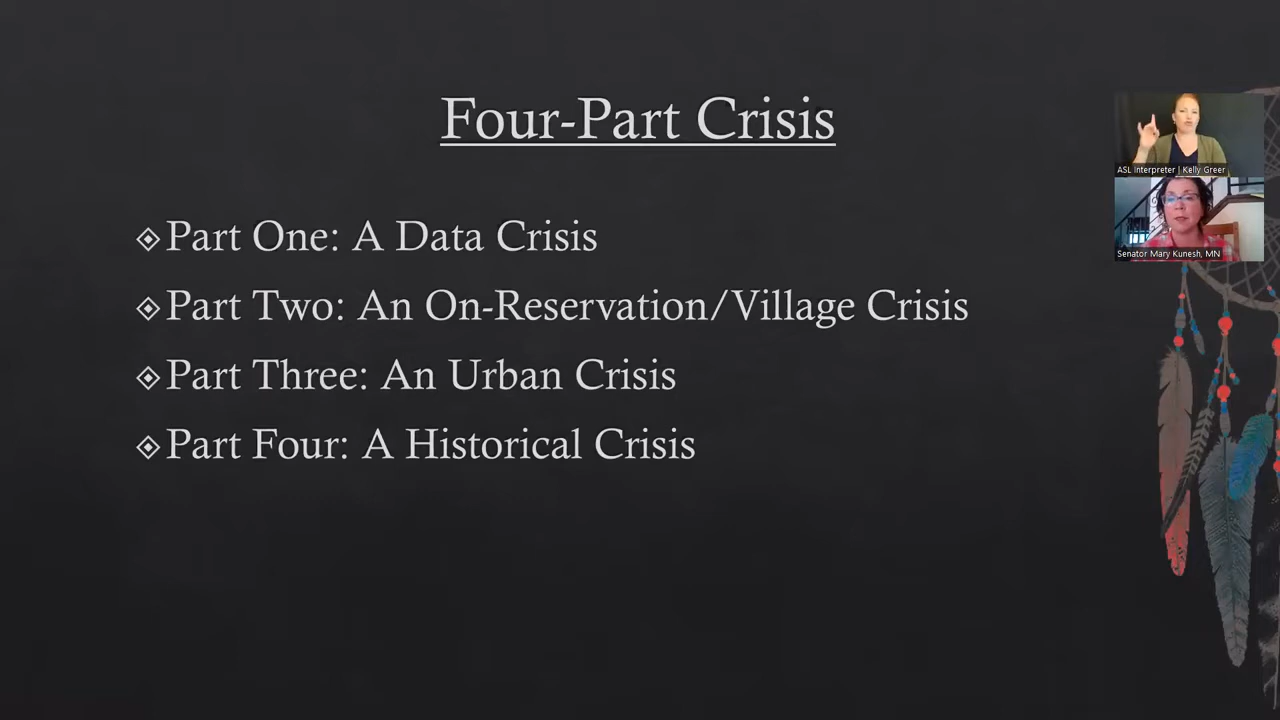 Four-Part Crisis
Part One: A Data Crisis
Part Two: An On-Reservation/Village Crisis
Part Three: An Urban Crisis
Part Four: A Historical Crisis
ASL Interpreter | Kelly Greer
Senator Mary Kunesh, MN